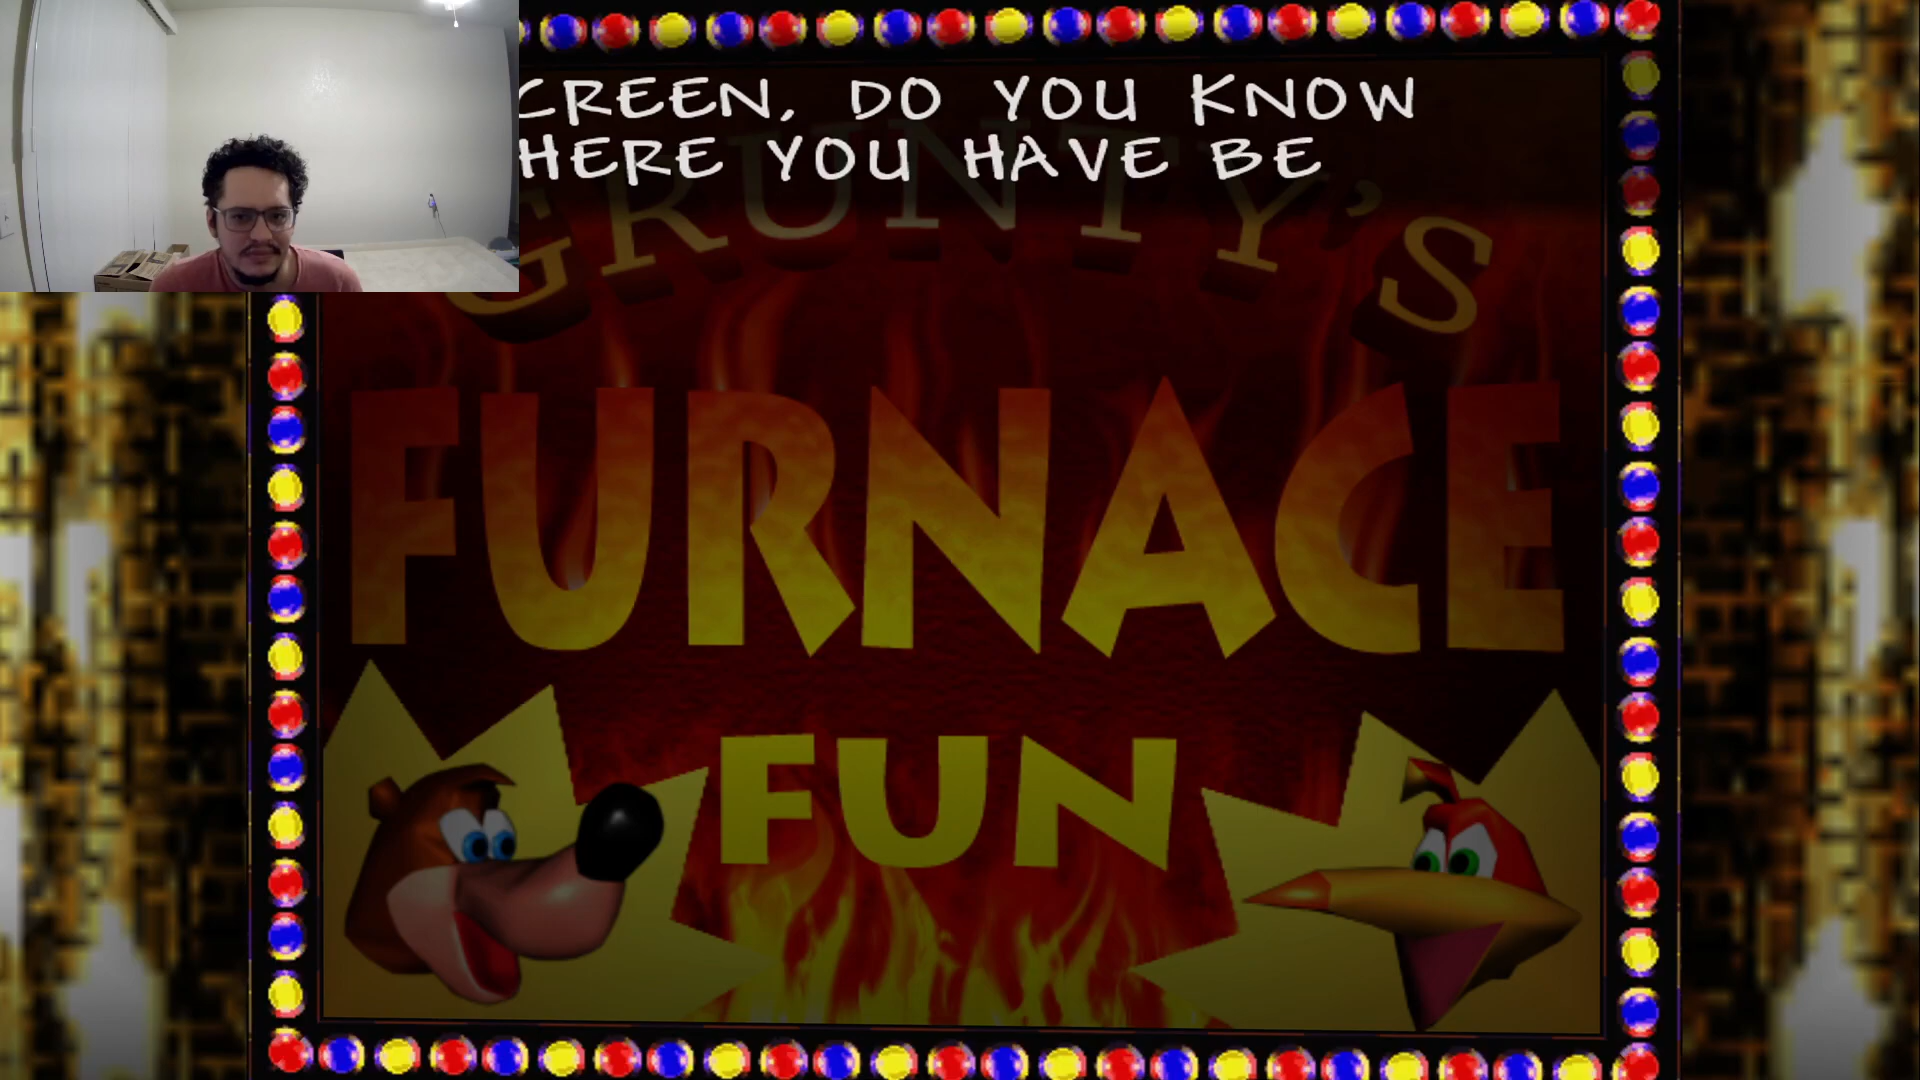 CREEN, DO YOU KNOW
HERE YOU HAVE BE
GRUNTY'S
FURNACE
FUN